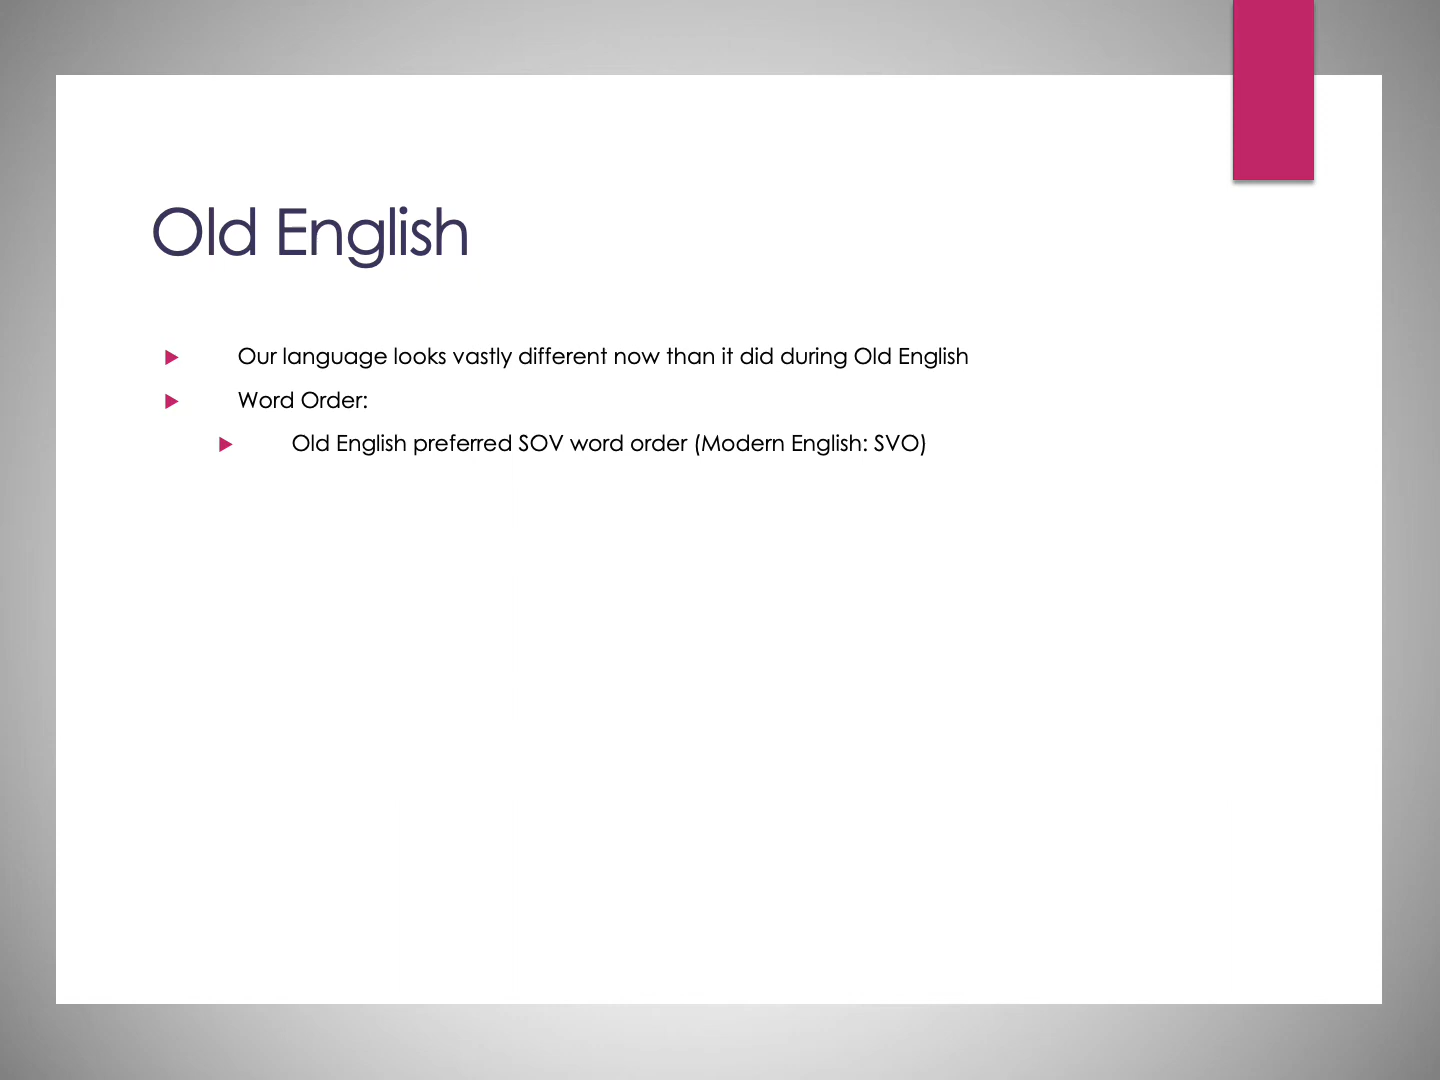 Old English
Our language looks vastly different now than it did during Old English
Word Order:
Old English preferred SOV word order (Modern English: SVO)